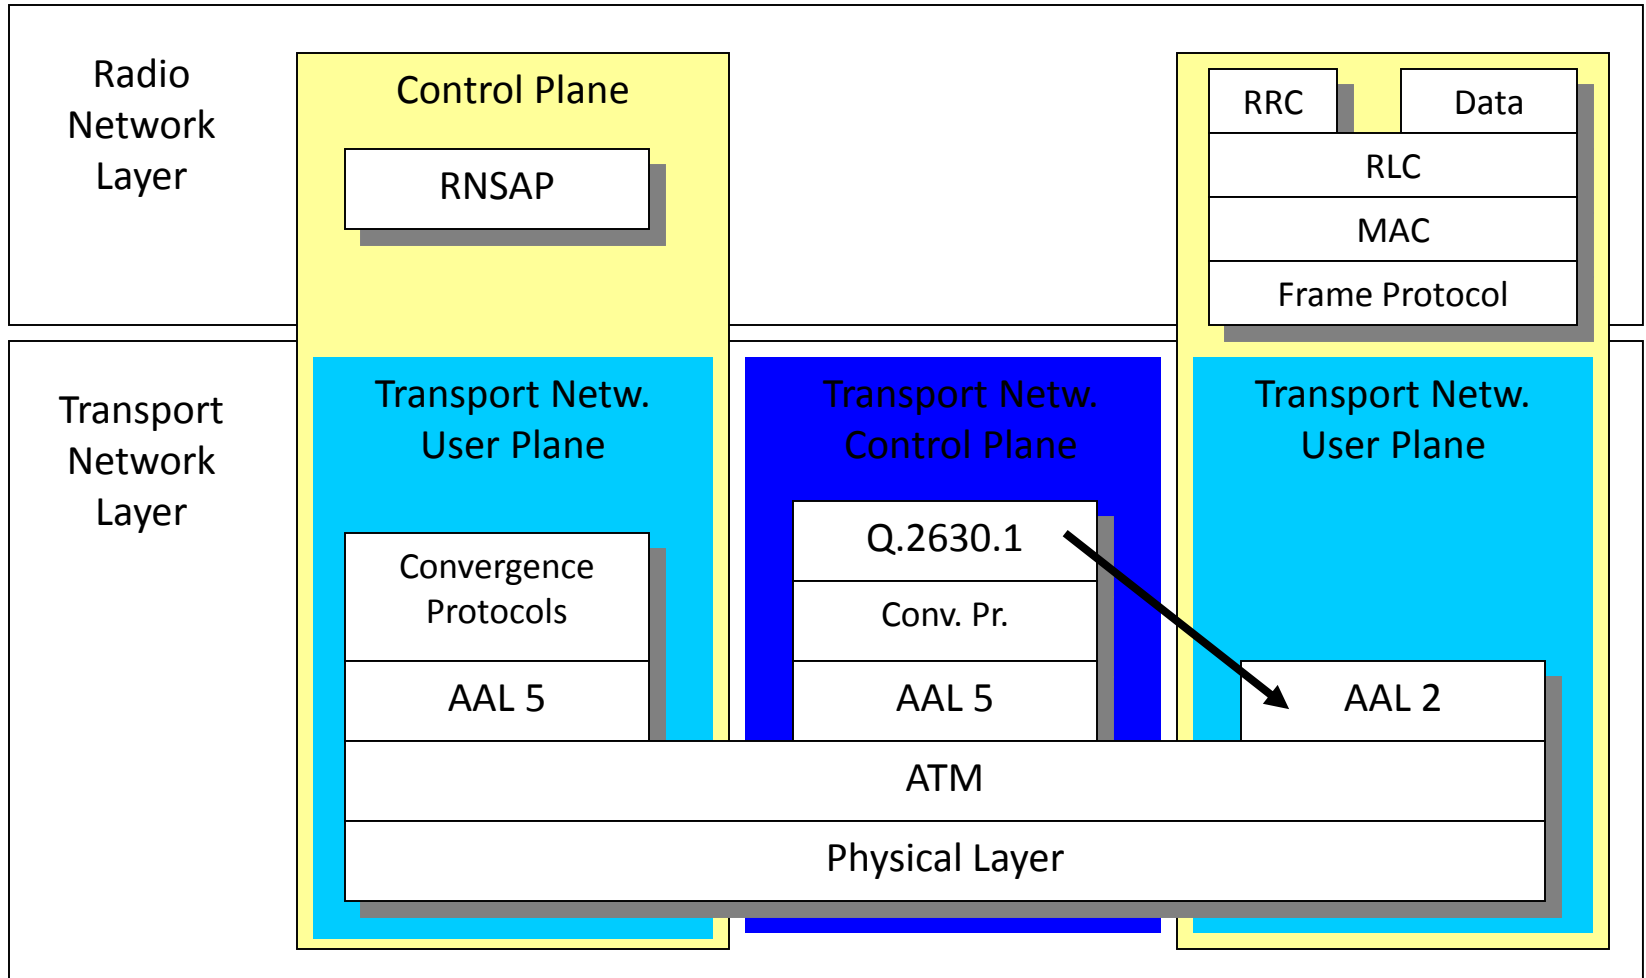 Radio
Network
Layer
Control Plane
RNSAP
RRC
Data
RLC
MAC
Frame Protocol
Transport
Network
Layer
Transport Netw.
User Plane
Convergence
Protocols
AAL 5
Transport Netw.
Control Plane
Q.2630.1
Conv. Pr.
AAL 5
Transport Netw.
User Plane
AAL 2
ATM
Physical Layer